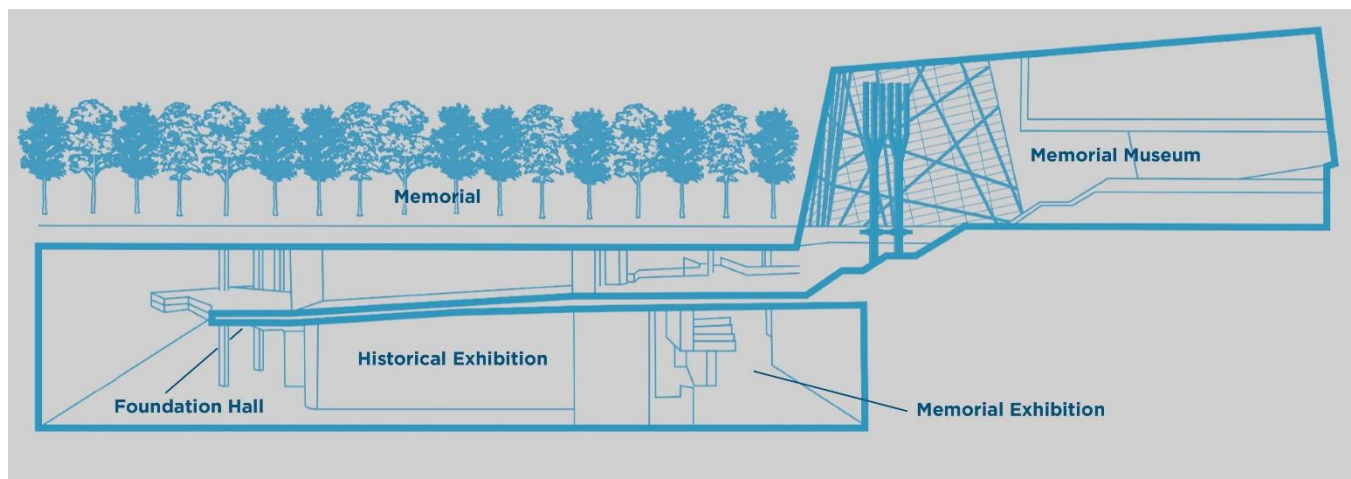 Memorial Museum
Memorial
Historical Exhibition
Foundation Hall
Memorial Exhibition